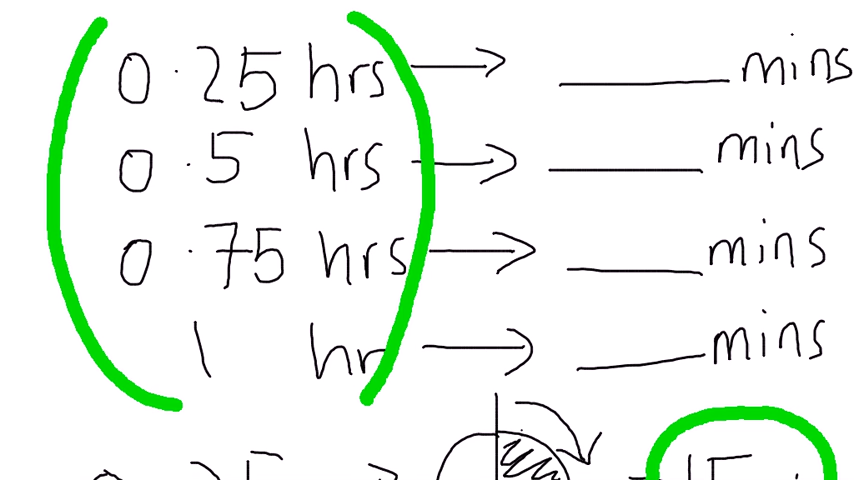 0.25 hrs → ______ mins
0.5 hrs → ______ mins
0.75 hrs → ______ mins
1 hr → ______ mins